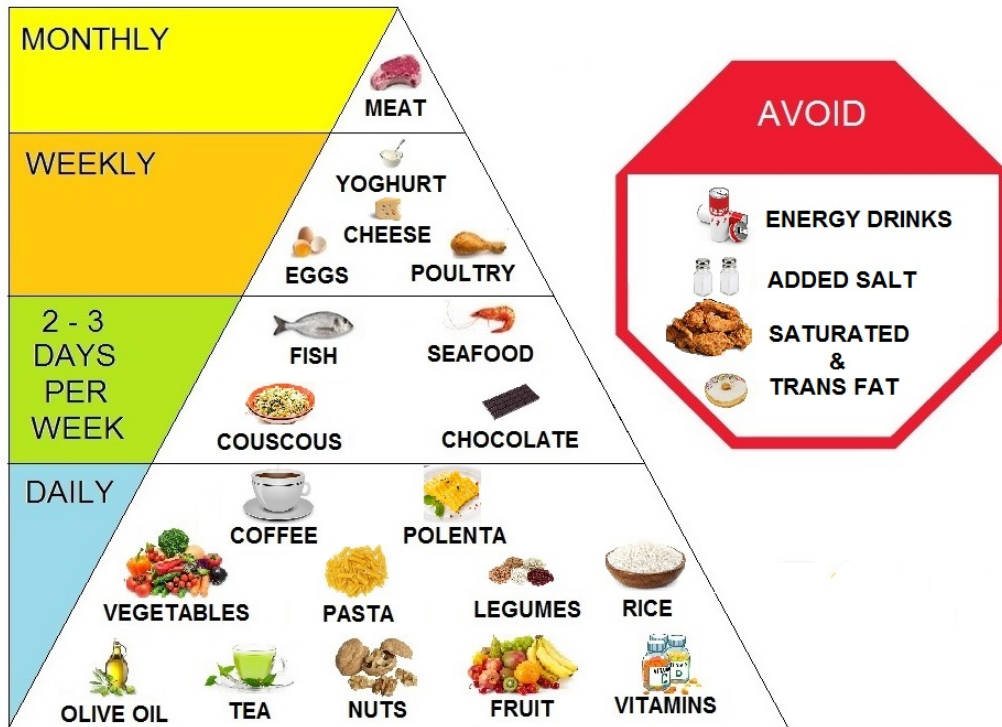 MONTHLY
MEAT
WEEKLY
YOGHURT
CHEESE
EGGS
POULTRY
2 - 3
DAYS
PER
WEEK
FISH
SEAFOOD
COUSCOUS
CHOCOLATE
DAILY
COFFEE
POLENTA
VEGETABLES
PASTA
LEGUMES
RICE
OLIVE OIL
TEA
NUTS
FRUIT
VITAMINS
AVOID
ENERGY DRINKS
ADDED SALT
SATURATED
&
TRANS FAT